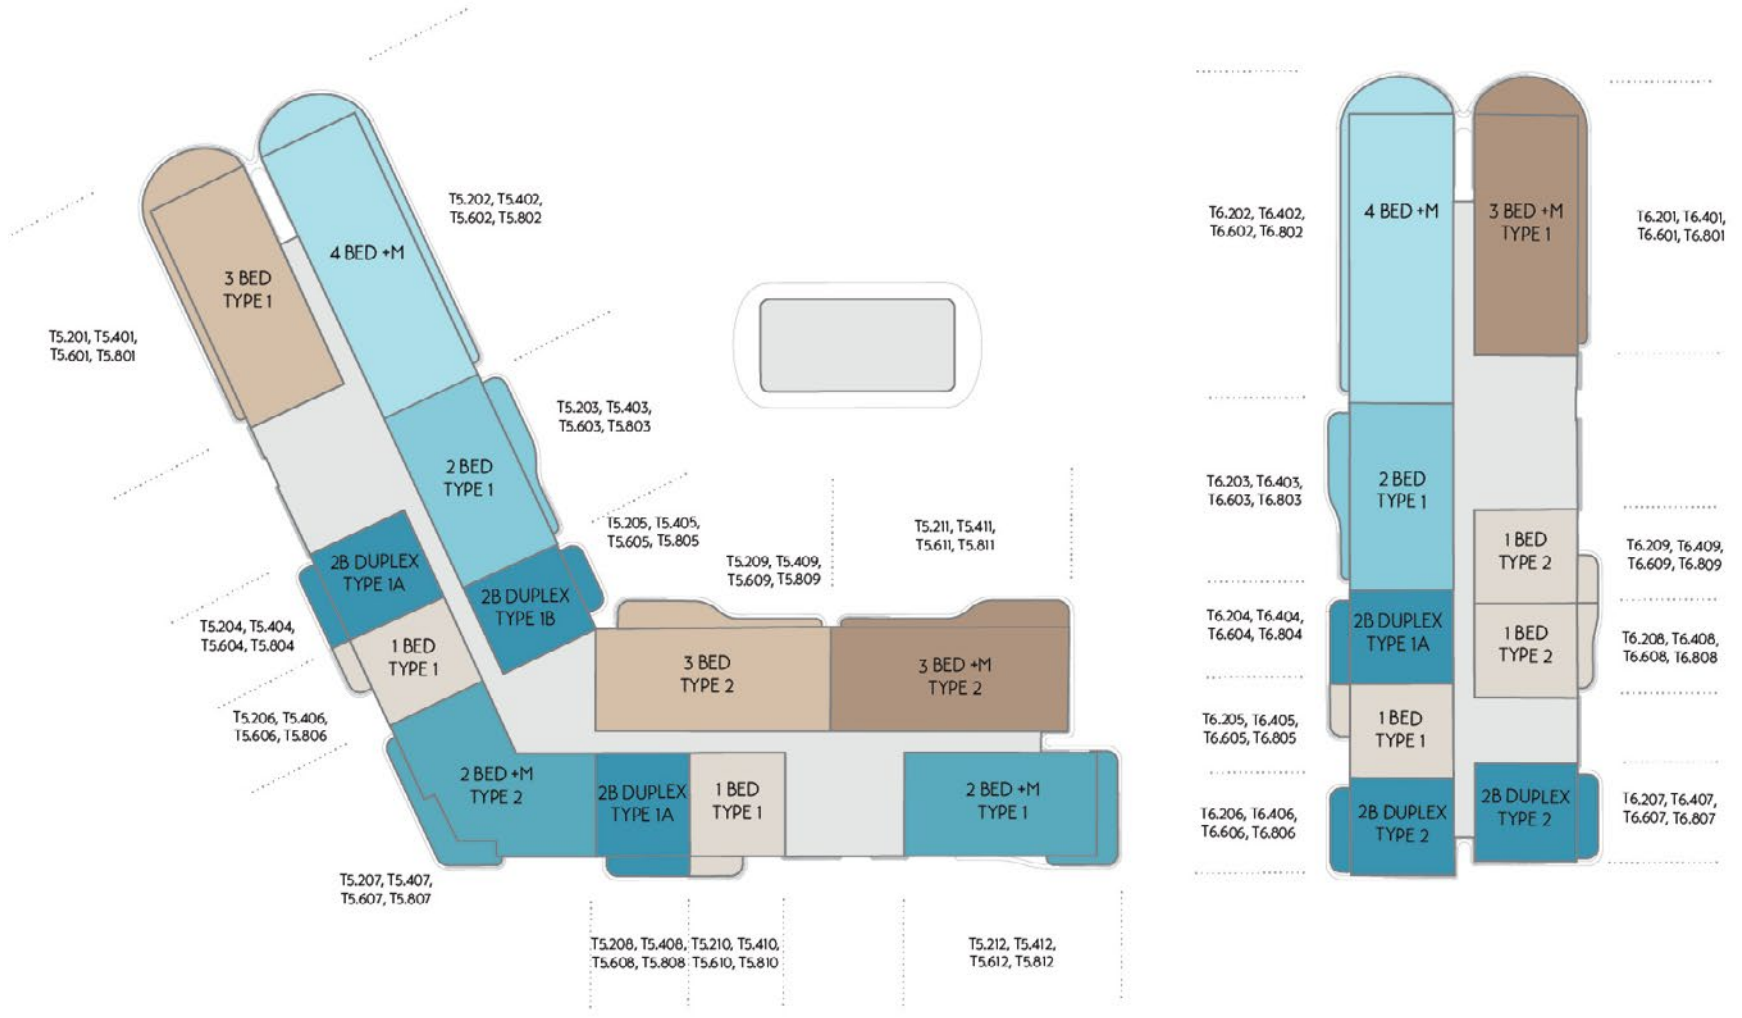 4 BED +M
T5.202, T5.402,
T5.602, T5.802
3 BED
TYPE 1
T5.201, T5.401,
T5.601, T5.801
T5.203, T5.403,
T5.603, T5.803
2 BED
TYPE 1
T5.205, T5.405,
T5.605, T5.805
T5.211, T5.411,
T5.611, T5.811
T5.209, T5.409,
T5.609, T5.809
2B DUPLEX
TYPE 1A
2B DUPLEX
TYPE 1B
T5.204, T5.404,
T5.604, T5.804
1 BED
TYPE 1
3 BED
TYPE 2
3 BED +M
TYPE 2
T5.206, T5.406,
T5.606, T5.806
2 BED +M
TYPE 2
2B DUPLEX
TYPE 1A
1 BED
TYPE 1
2 BED +M
TYPE 1
T5.207, T5.407,
T5.607, T5.807
T5.208, T5.408,
T5.608, T5.808
T5.210, T5.410,
T5.610, T5.810
T5.212, T5.412,
T5.612, T5.812
T6.202, T6.402,
T6.602, T6.802
4 BED +M
3 BED +M
TYPE 1
T6.201, T6.401,
T6.601, T6.801
T6.203, T6.403,
T6.603, T6.803
2 BED
TYPE 1
1 BED
TYPE 2
T6.209, T6.409,
T6.609, T6.809
T6.204, T6.404,
T6.604, T6.804
2B DUPLEX
TYPE 1A
1 BED
TYPE 2
T6.208, T6.408,
T6.608, T6.808
T6.205, T6.405,
T6.605, T6.805
1 BED
TYPE 1
T6.206, T6.406,
T6.606, T6.806
2B DUPLEX
TYPE 2
2B DUPLEX
TYPE 2
T6.207, T6.407,
T6.607, T6.807